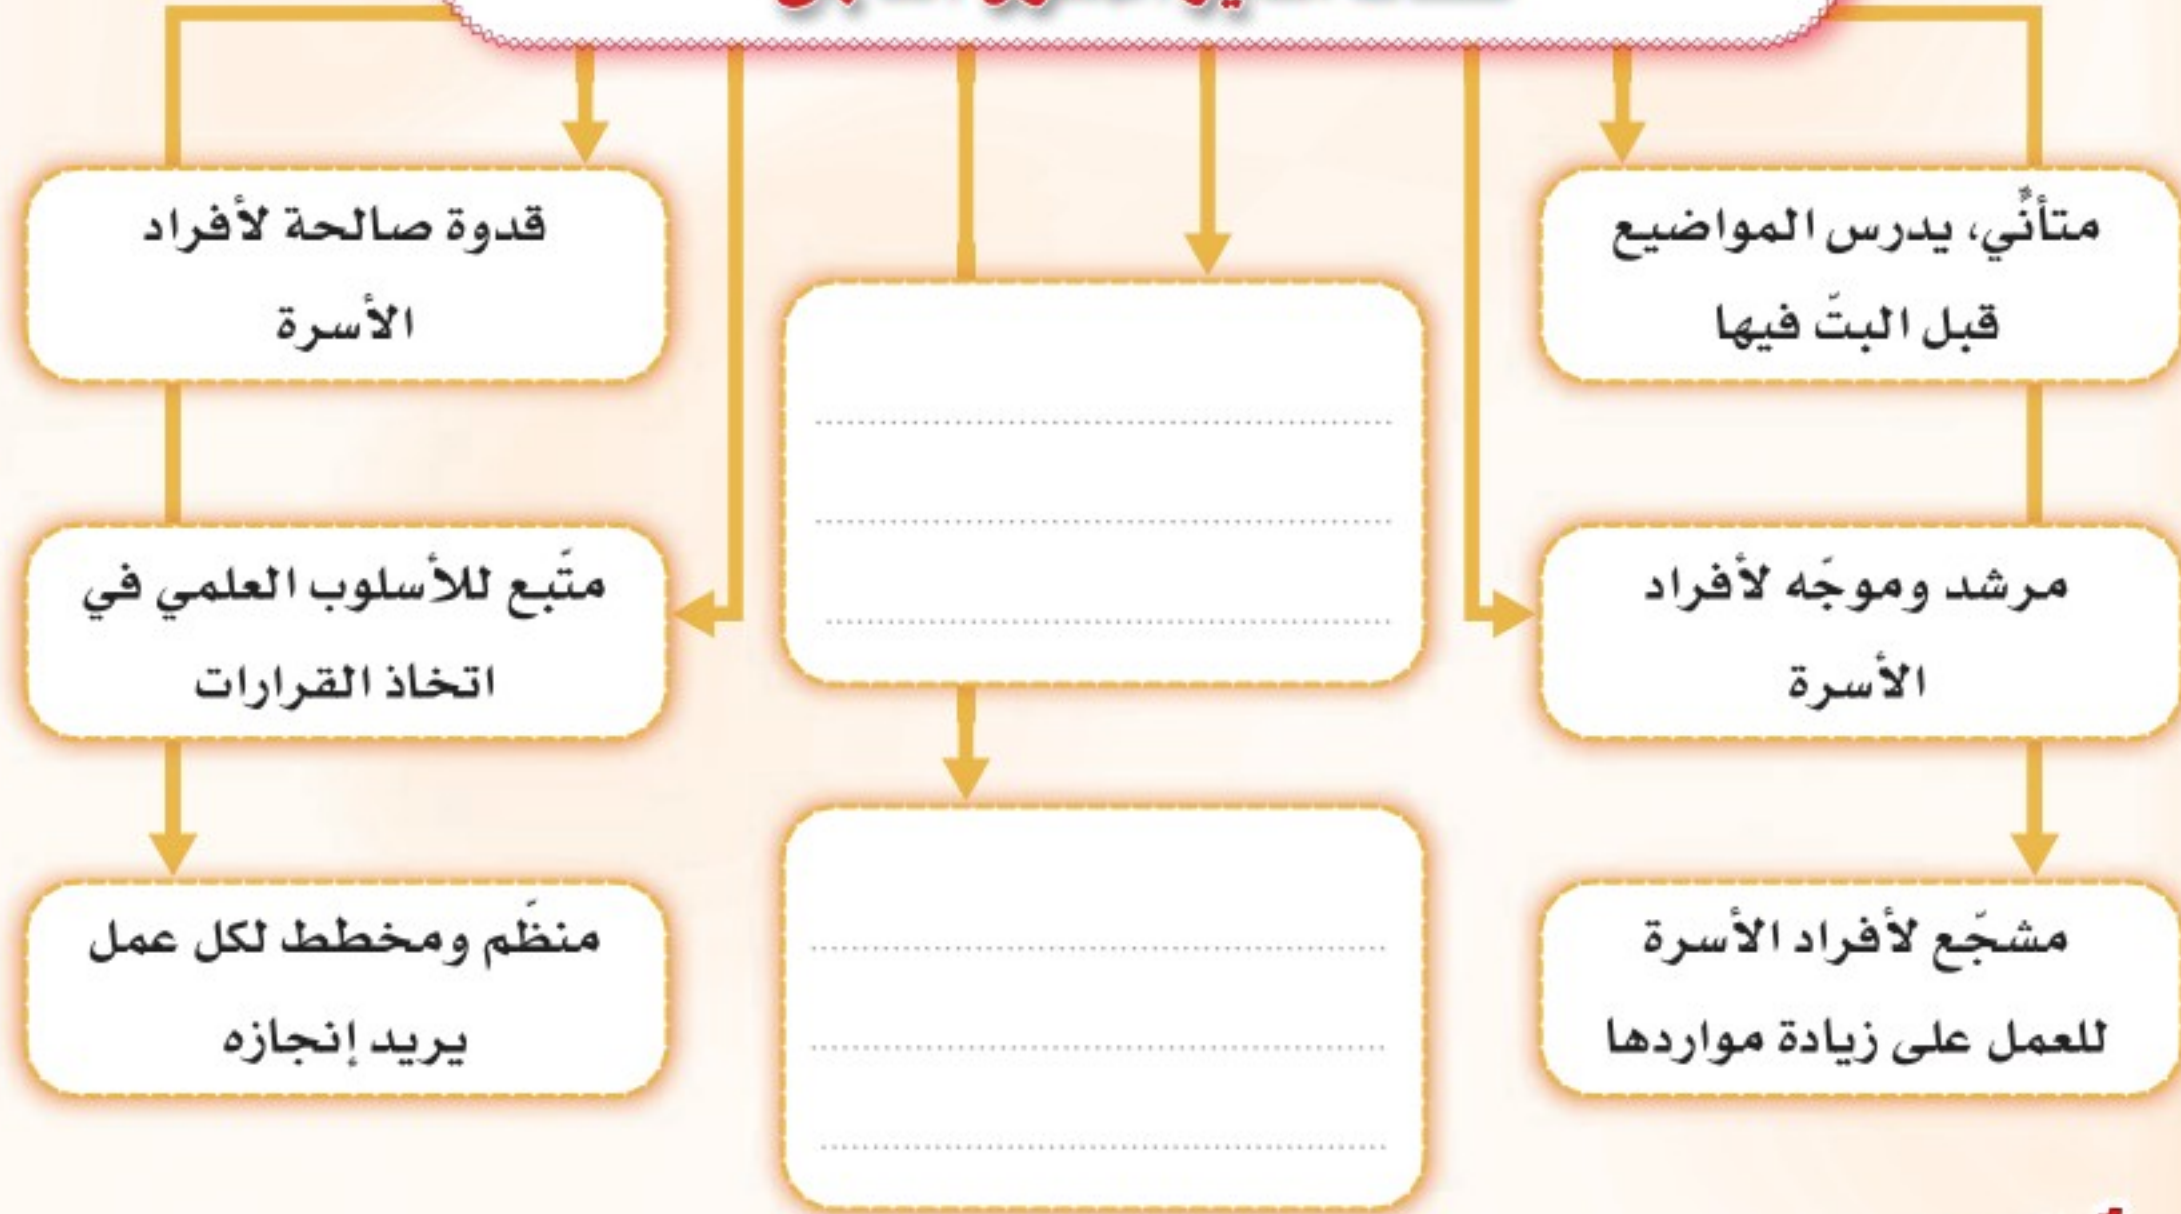 متأنٍّي، يدرس المواضيع
قبل البتّ فيها
قدوة صالحة لأفراد
الأسرة
مرشد وموجّه لأفراد
الأسرة
متّبع للأسلوب العلمي في
اتخاذ القرارات
مشجّع لأفراد الأسرة
للعمل على زيادة مواردها
منظّم ومخطط لكل عمل
يريد إنجازه